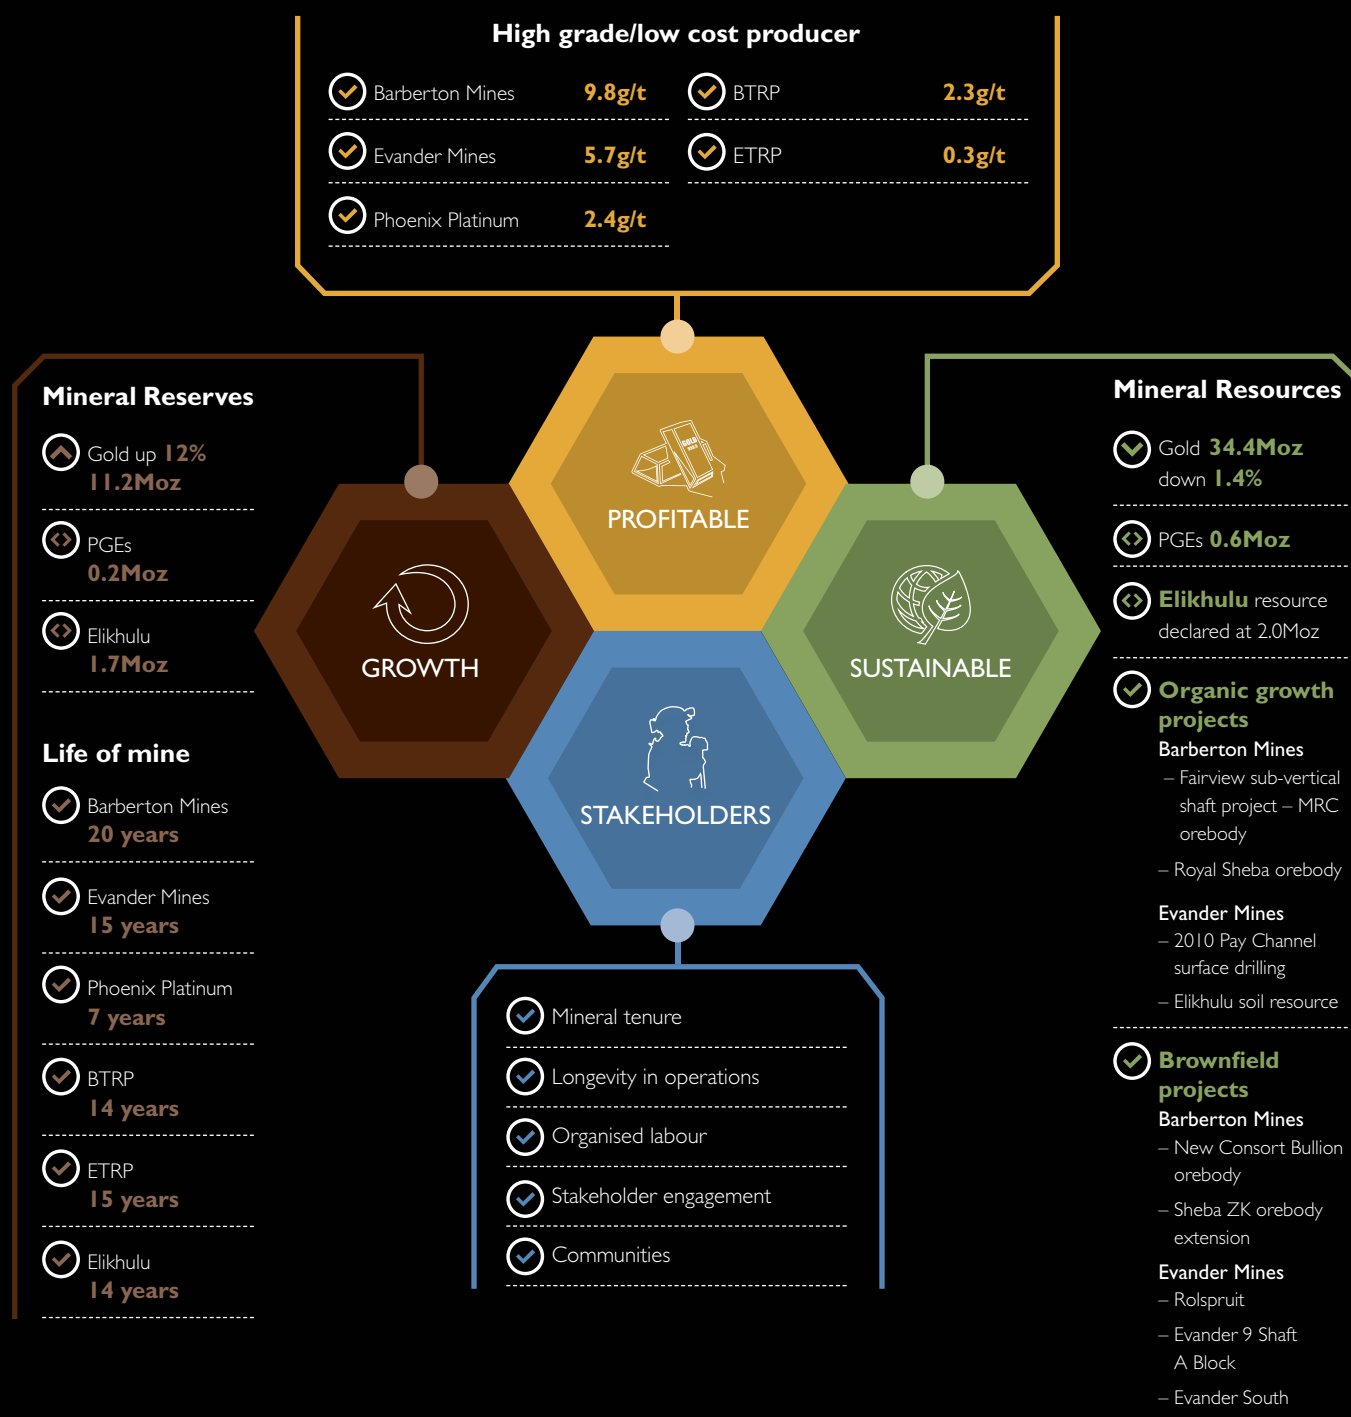 High grade/low cost producer
Barberton Mines 9.8g/t
BTRP 2.3g/t
Evander Mines 5.7g/t
ETRP 0.3g/t
Phoenix Platinum 2.4g/t
Mineral Reserves
Gold up 12%
11.2Moz
PGEs
0.2Moz
Elikhulu
1.7Moz
Life of mine
Barberton Mines
20 years
Evander Mines
15 years
Phoenix Platinum
7 years
BTRP
14 years
ETRP
15 years
Elikhulu
14 years
GOLD
PROFITABLE
GROWTH
SUSTAINABLE
STAKEHOLDERS
Mineral tenure
Longevity in operations
Organised labour
Stakeholder engagement
Communities
Mineral Resources
Gold 34.4Moz
down 1.4%
PGEs 0.6Moz
Elikhulu resource
declared at 2.0Moz
Organic growth
projects
Barberton Mines
– Fairview sub-vertical
shaft project – MRC
orebody
– Royal Sheba orebody
Evander Mines
– 2010 Pay Channel
surface drilling
– Elikhulu soil resource
Brownfield
projects
Barberton Mines
– New Consort Bullion
orebody
– Sheba ZK orebody
extension
Evander Mines
– Rolspruit
– Evander 9 Shaft
A Block
– Evander South